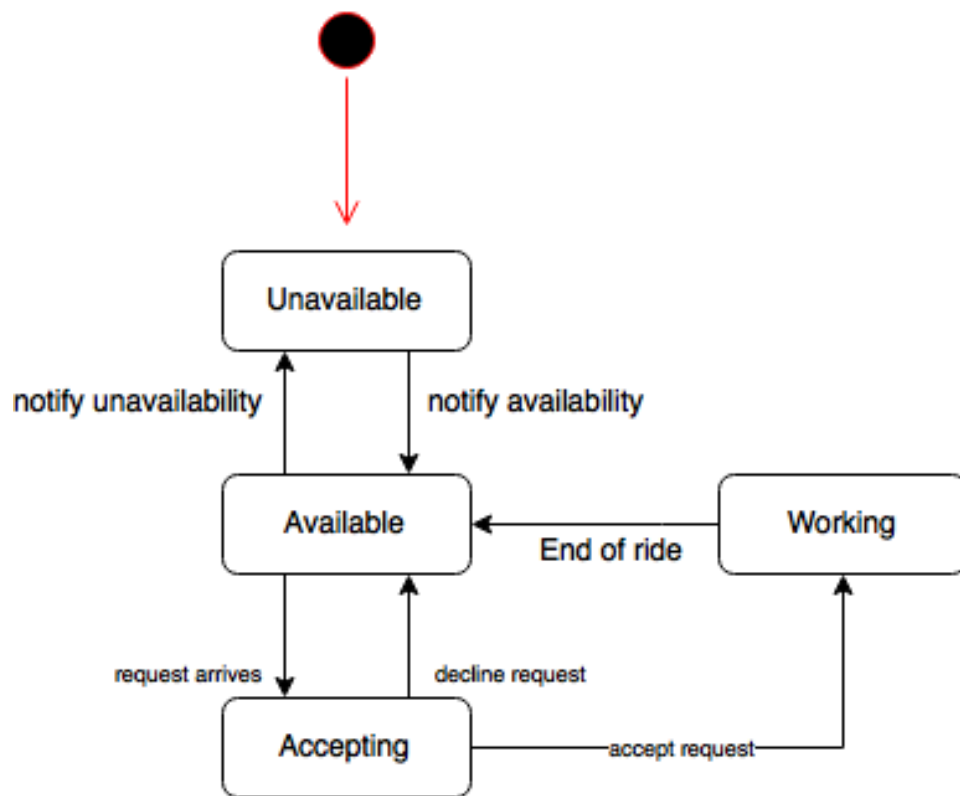 Unavailable
notify unavailability
notify availability
Available
Working
End of ride
request arrives
decline request
Accepting
accept request